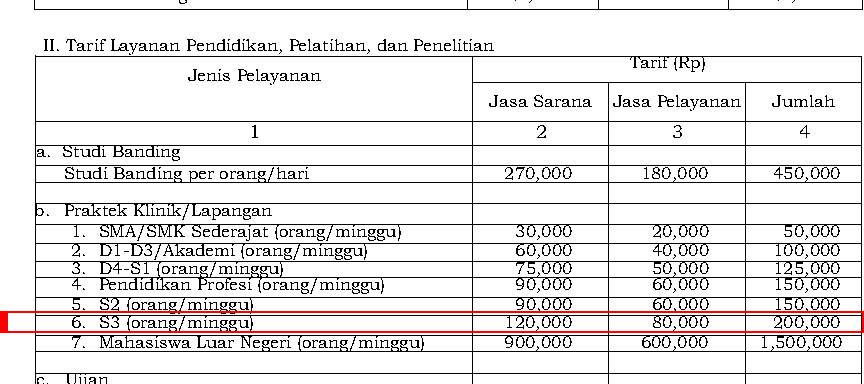 II. Tarif Layanan Pendidikan, Pelatihan, dan Penelitian
Jenis Pelayanan Tarif (Rp)
Jasa Sarana Jasa Pelayanan Jumlah
1 2 3 4
a. Studi Banding
Studi Banding per orang/hari 270,000 180,000 450,000
b. Praktek Klinik/Lapangan
1. SMA/SMK Sederajat (orang/minggu) 30,000 20,000 50,000
2. D1-D3/Akademi (orang/minggu) 60,000 40,000 100,000
3. D4-S1 (orang/minggu) 75,000 50,000 125,000
4. Pendidikan Profesi (orang/minggu) 90,000 60,000 150,000
5. S2 (orang/minggu) 90,000 60,000 150,000
6. S3 (orang/minggu) 120,000 80,000 200,000
7. Mahasiswa Luar Negeri (orang/minggu) 900,000 600,000 1,500,000
c. Ujian